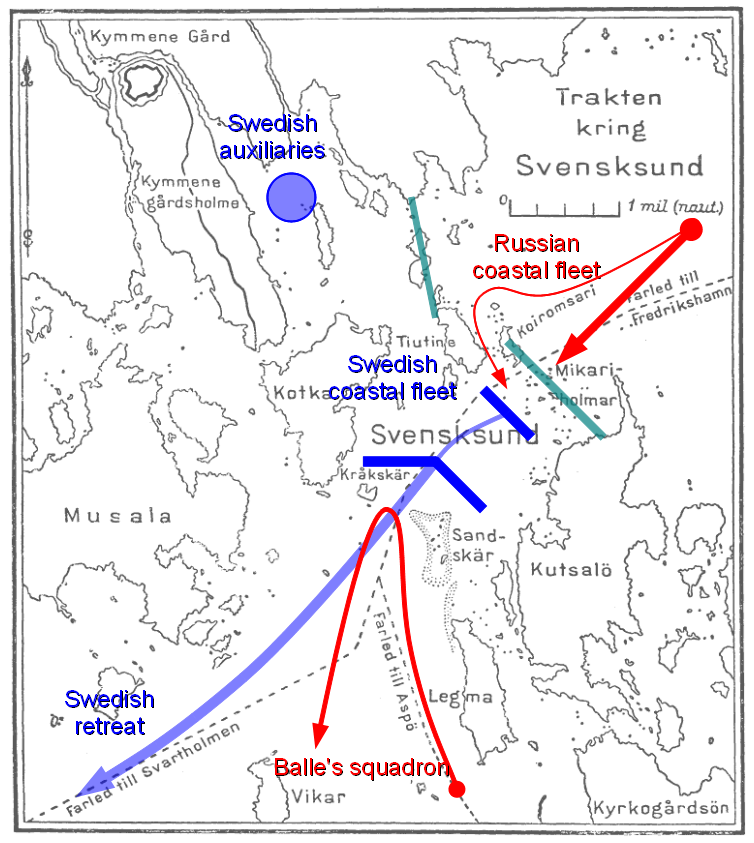 Kymmene Gård
Trakten
kring
Svensksund
0
1 mil (naut.)
Swedish
auxiliaries
Kymmene
gårdsholme
Russian
coastal fleet
Koiromsari
Farled till
Fredrikshamn
Tiutine
Swedish
coastal fleet
Kotka
Mikari-
holmar
Svensksund
Kråkskär
Musala
Sand-
skär
Kutsalö
Farled till Aspö
Legma
Swedish
retreat
Farled till Svartholmen
Balle's squadron
Vikar
Kyrkogårdsön